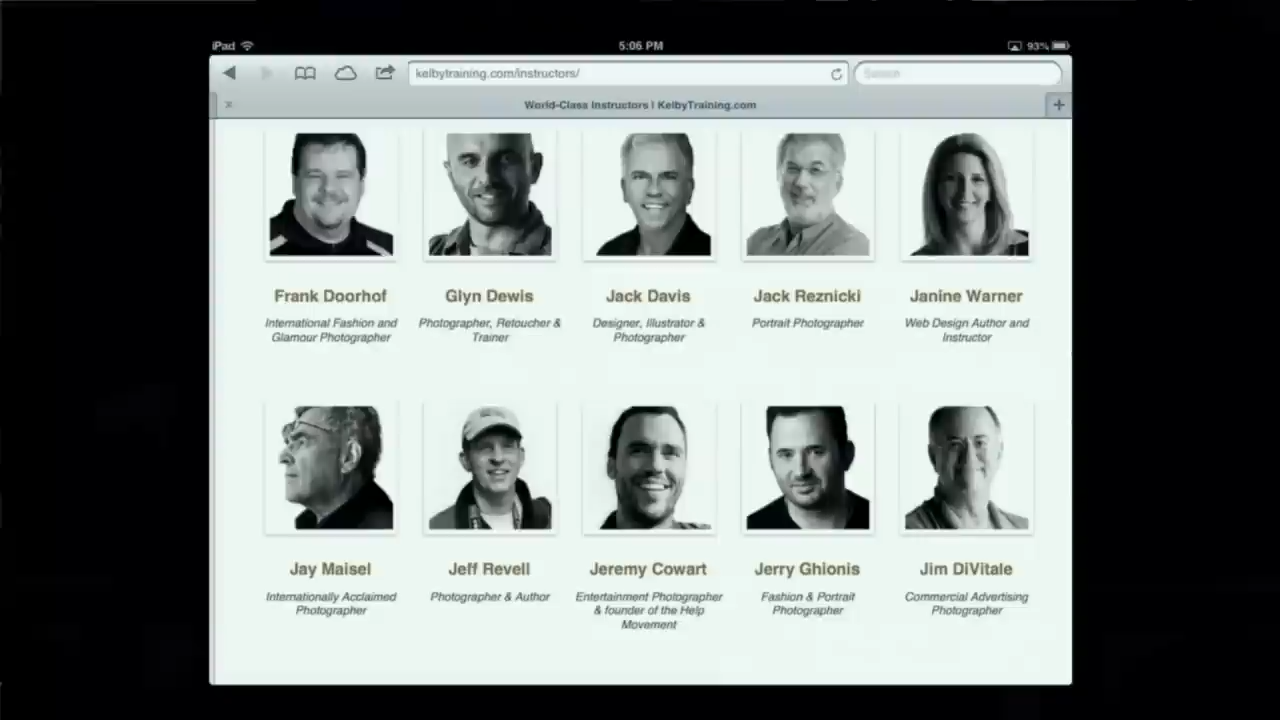 iPad
5:06 PM
93%
kelbytraining.com/instructors/
Search
World-Class Instructors | KelbyTraining.com
Frank Doorhof
Glyn Dewis
Jack Davis
Jack Reznicki
Janine Warner
International Fashion and
Glamour Photographer
Photographer, Retoucher &
Trainer
Designer, Illustrator &
Photographer
Portrait Photographer
Web Design Author and
Instructor
Jay Maisel
Jeff Revell
Jeremy Cowart
Jerry Ghionis
Jim DiVitale
Internationally Acclaimed
Photographer
Photographer & Author
Entertainment Photographer
& founder of the Help
Movement
Fashion & Portrait
Photographer
Commercial Advertising
Photographer